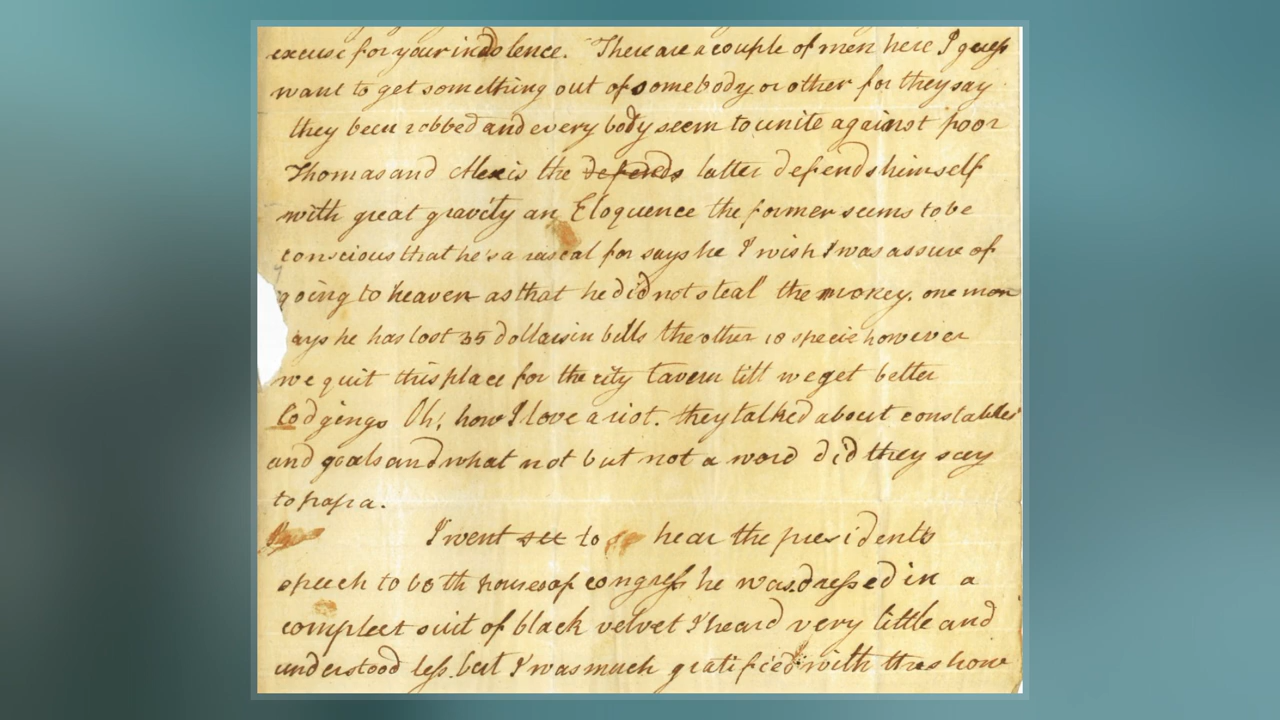 excuse for your indolence. There are a couple of men here I guess
want to get something out of somebody or other for they say
they been robbed and every body seem to unite against poor
Thomas and Alexis the defends latter defends himself
with great gravity an Eloquence the former seems to be
conscious that he's a rascal for says he I wish I was as sure of
going to heaven as that he did not steal the money. one man
ays he has lost 35 dollars in bills the other 18 specie however
we quit this place for the city Tavern till we get better
Lodgings Oh! how I love a riot. they talked about constables
and goals and what not but not a word did they say
to papa.
I went see to hear the presidents
speech to both houses of congress he was dressed in a
compleet suit of black velvet I heard very little and
understood less but I was much gratified with the show